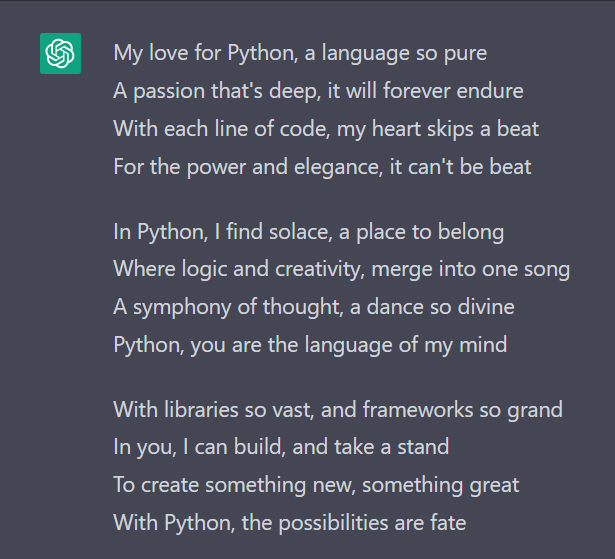 My love for Python, a language so pure
A passion that's deep, it will forever endure
With each line of code, my heart skips a beat
For the power and elegance, it can't be beat
In Python, I find solace, a place to belong
Where logic and creativity, merge into one song
A symphony of thought, a dance so divine
Python, you are the language of my mind
With libraries so vast, and frameworks so grand
In you, I can build, and take a stand
To create something new, something great
With Python, the possibilities are fate